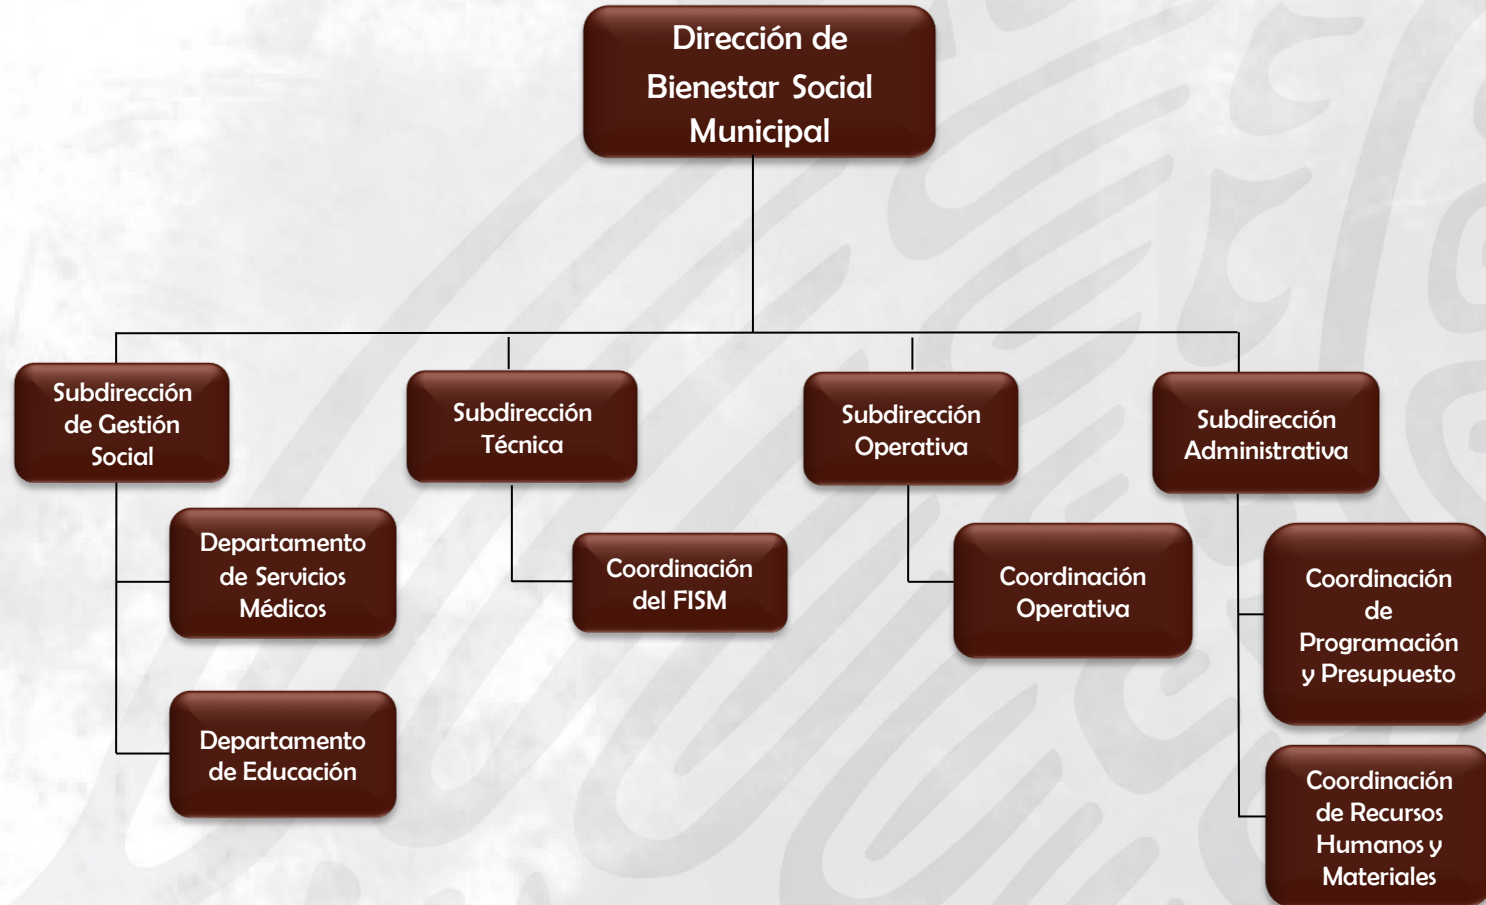 Dirección de
Bienestar Social
Municipal
Subdirección
de Gestión
Social
Subdirección
Técnica
Subdirección
Operativa
Subdirección
Administrativa
Departamento
de Servicios
Médicos
Coordinación
del FISM
Coordinación
Operativa
Coordinación
de
Programación
y Presupuesto
Departamento
de Educación
Coordinación
de Recursos
Humanos y
Materiales